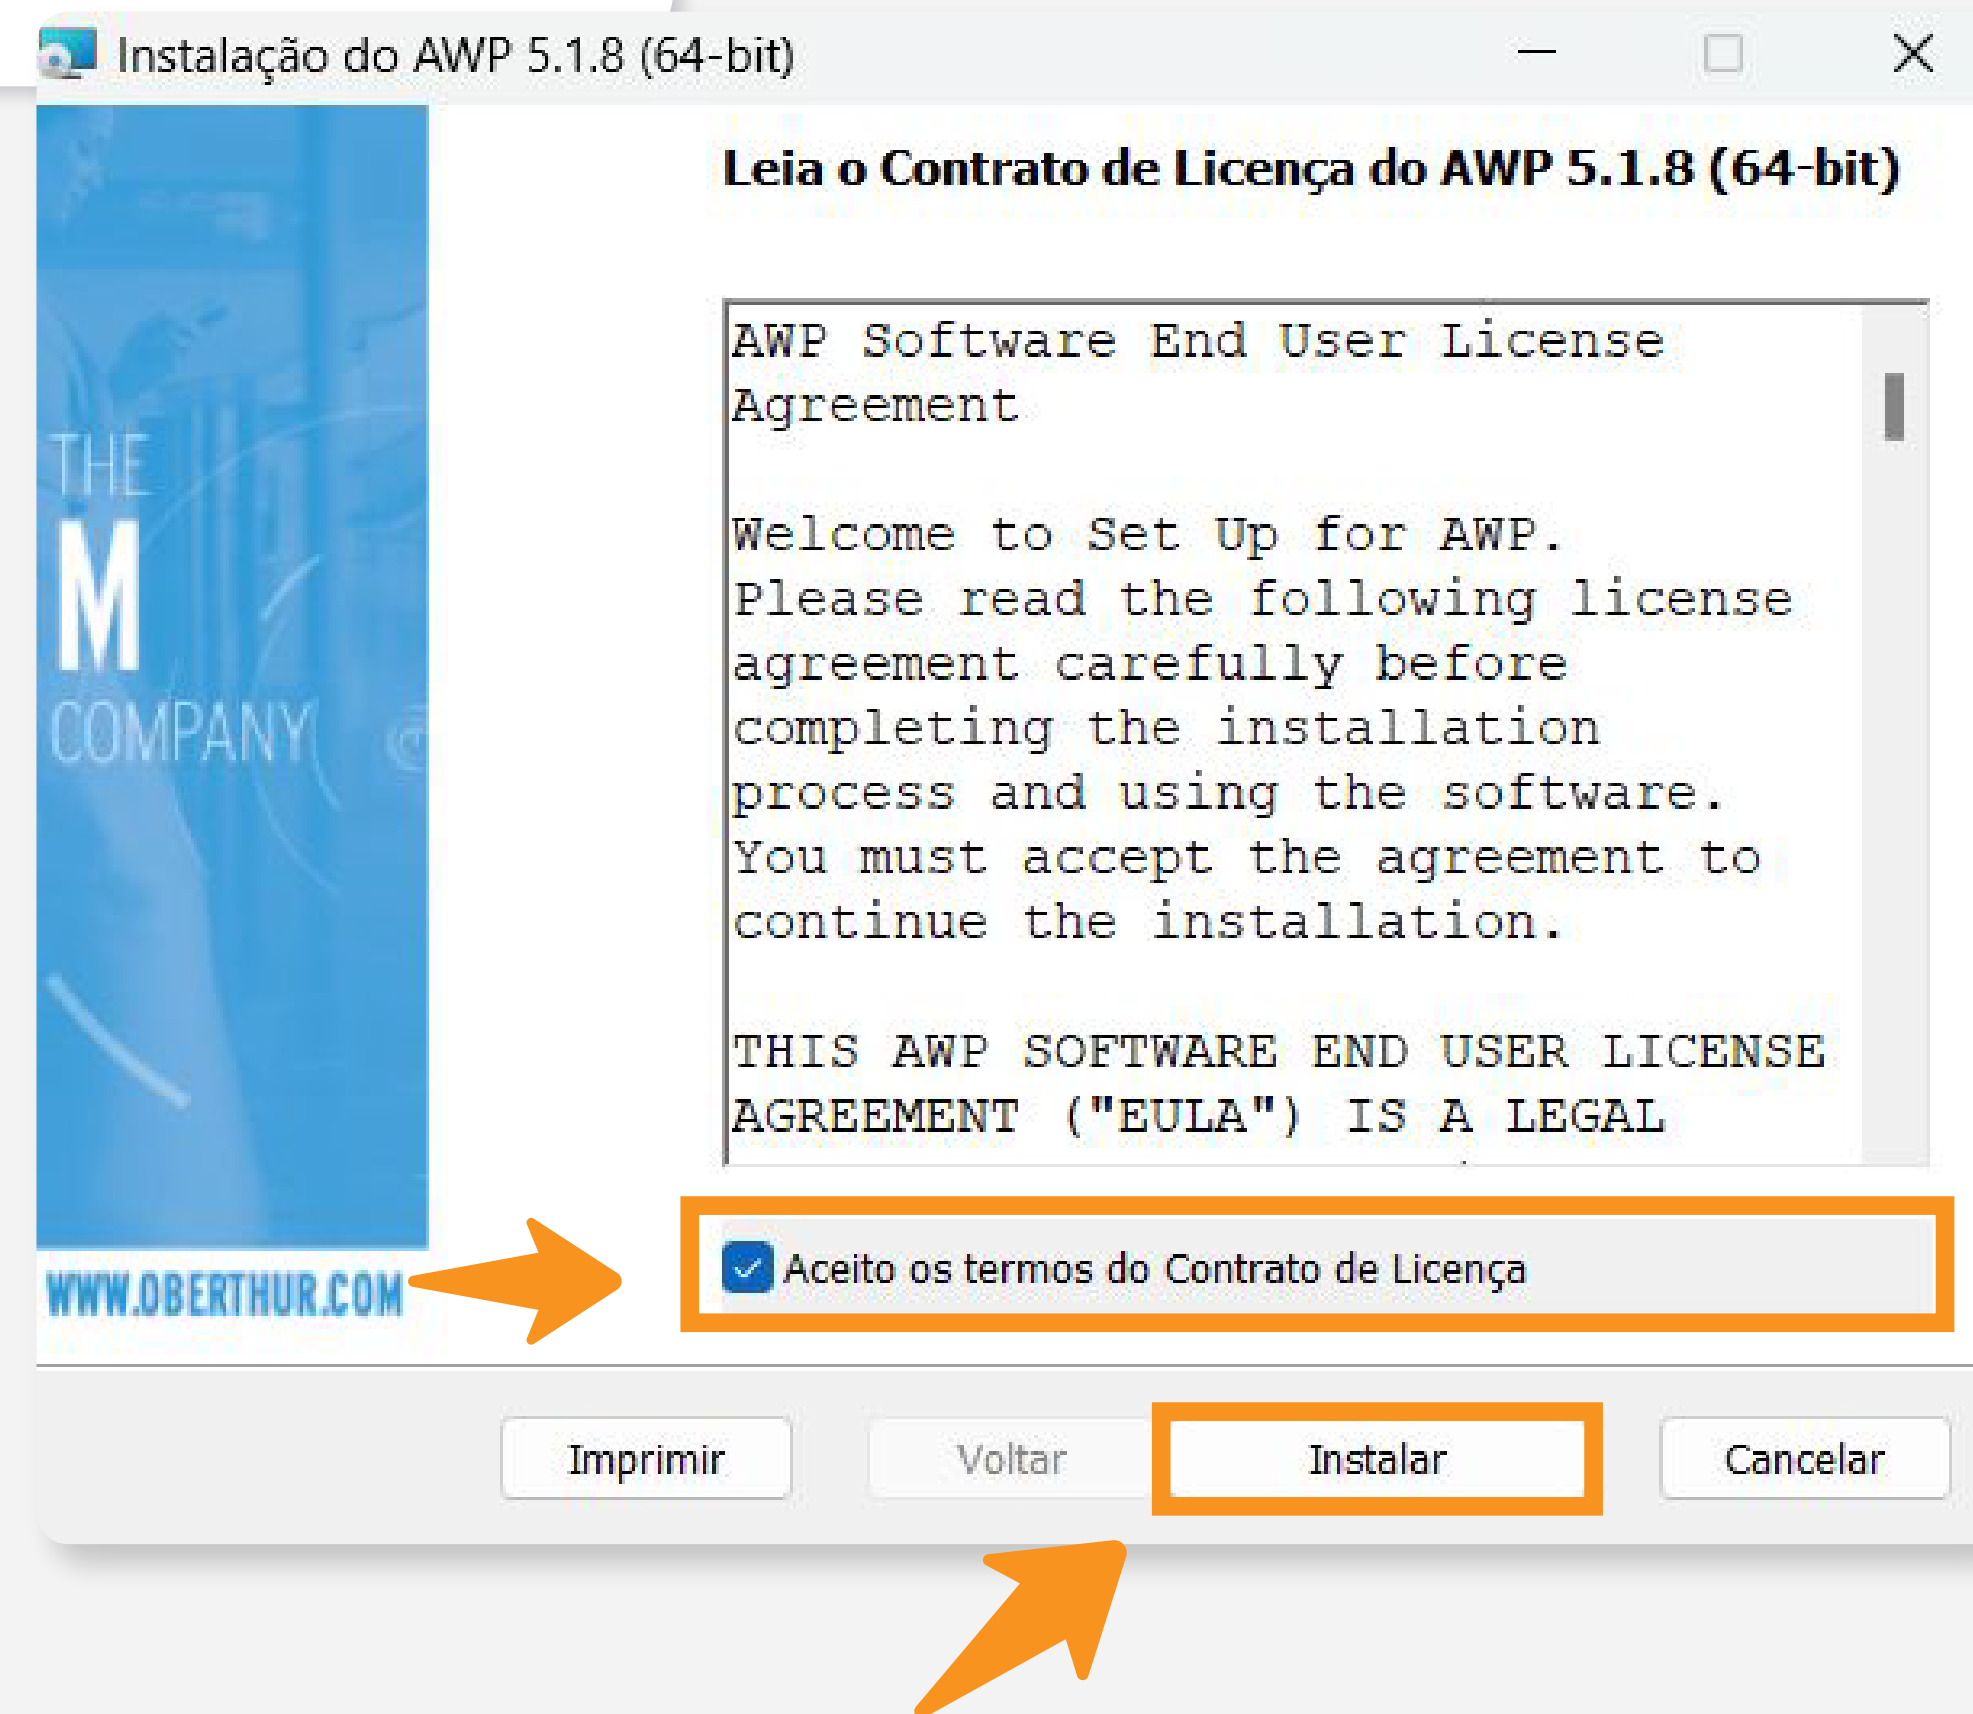 Instalação do AWP 5.1.8 (64-bit)
Leia o Contrato de Licença do AWP 5.1.8 (64-bit)
THE
M
COMPANY
@
AWP Software End User License
Agreement
Welcome to Set Up for AWP.
Please read the following license
agreement carefully before
completing the installation
process and using the software.
You must accept the agreement to
continue the installation.
THIS AWP SOFTWARE END USER LICENSE
AGREEMENT ("EULA") IS A LEGAL
WWW.OBERTHUR.COM
Aceito os termos do Contrato de Licença
Imprimir
Voltar
Instalar
Cancelar